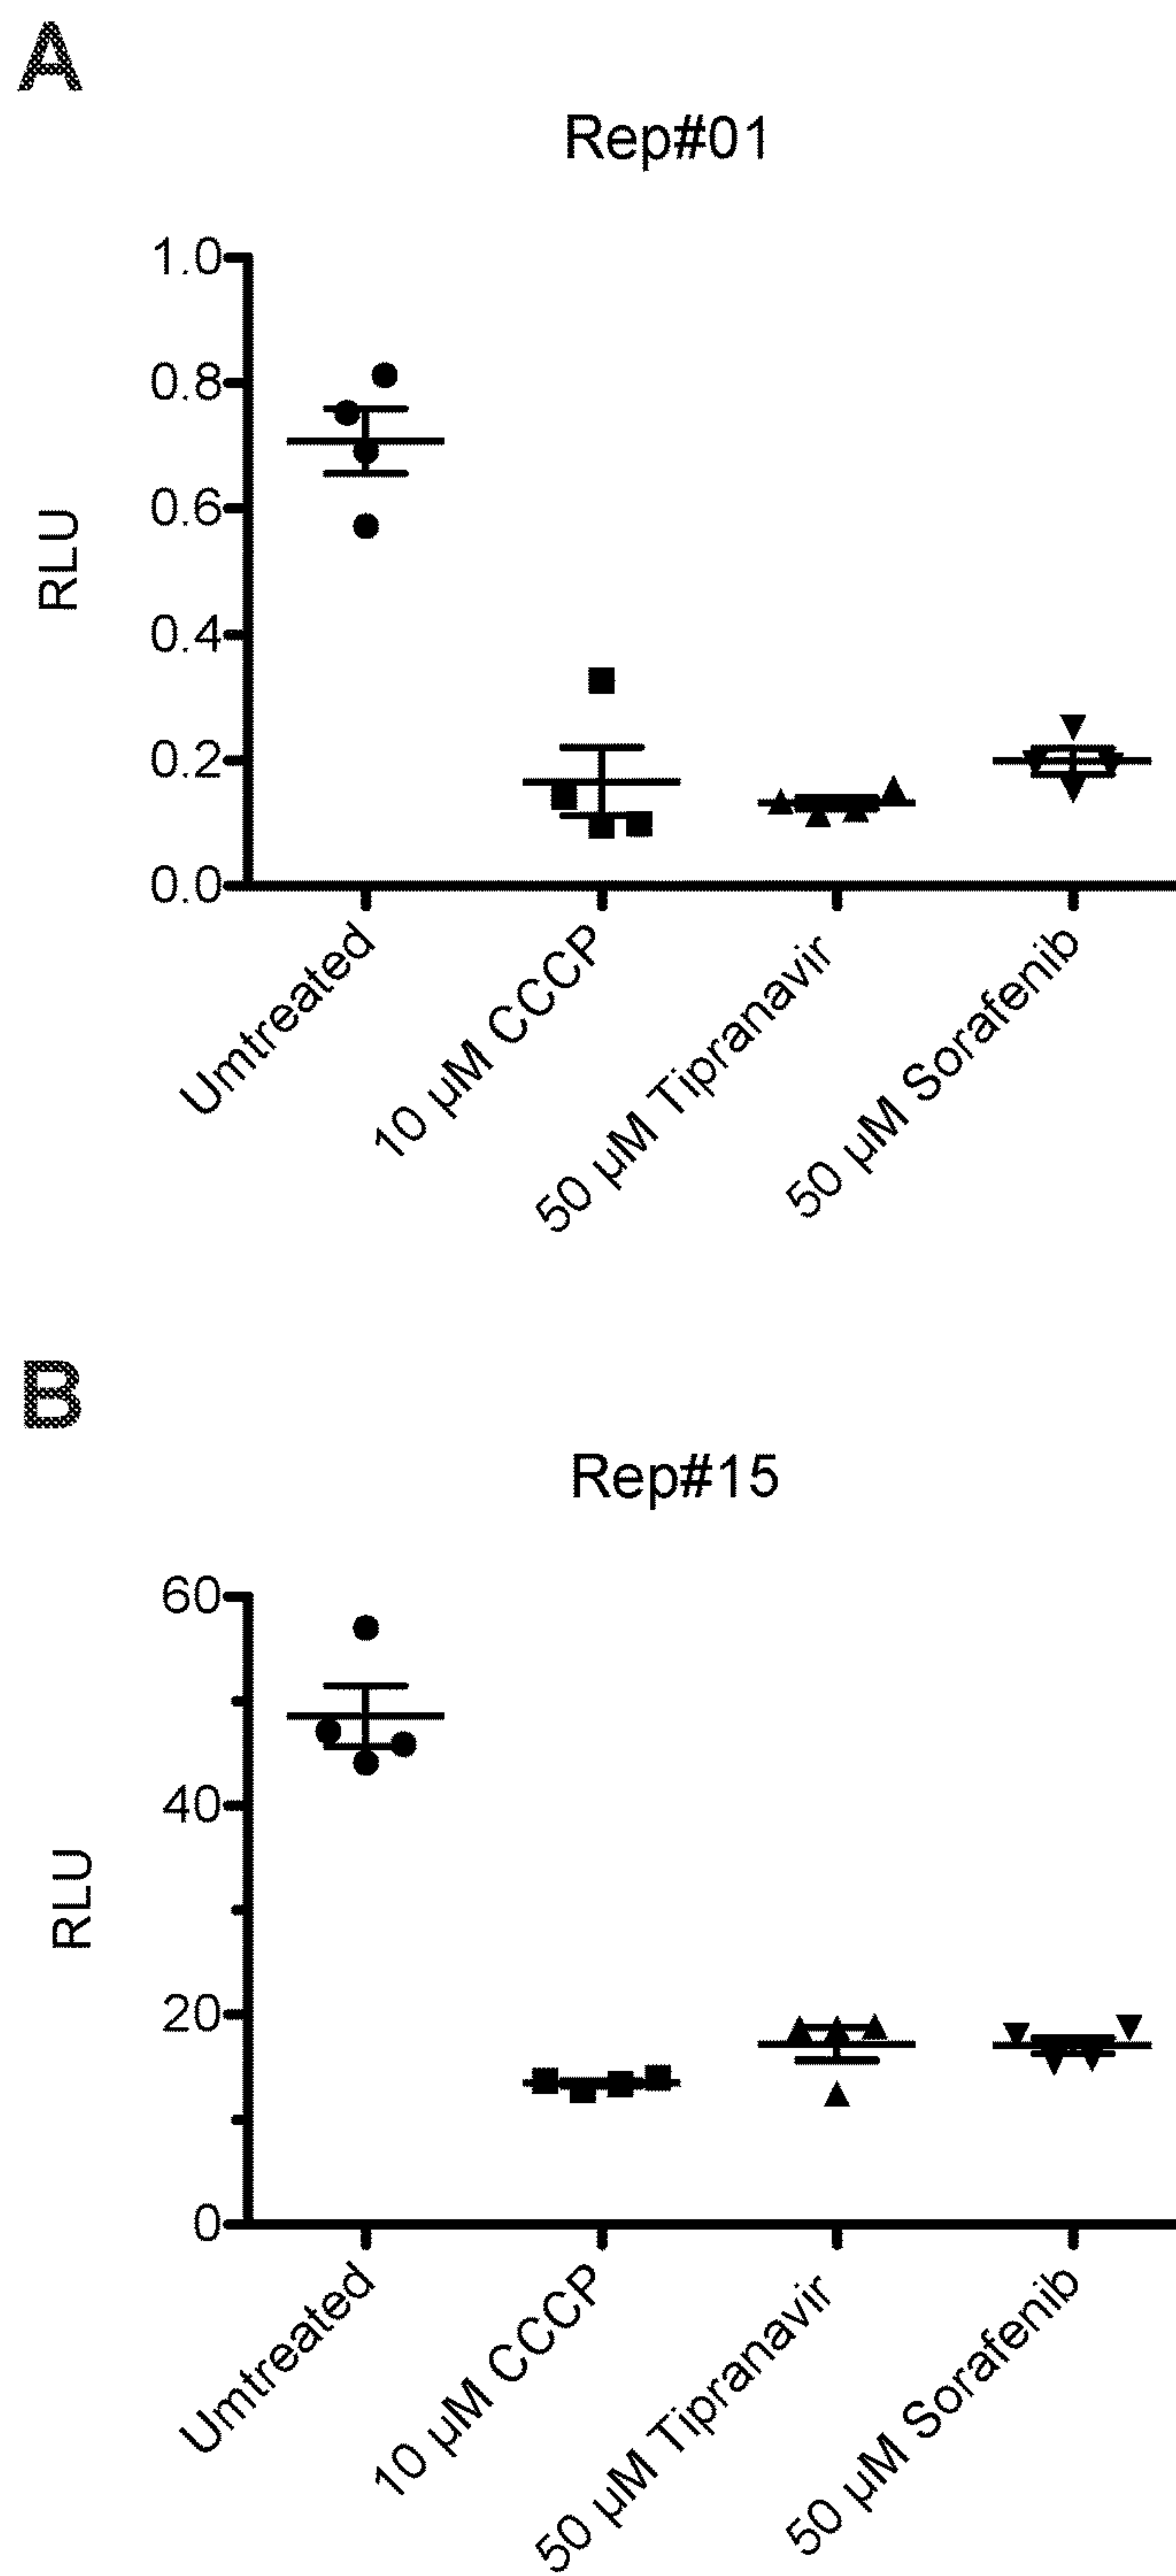 A
Rep#01
1.0
0.8
0.6
0.4
0.2
0.0
RLU
Umtreated
10 µM CCCP
50 µM Tipranavir
50 µM Sorafenib
B
Rep#15
60
40
20
0
RLU
Umtreated
10 µM CCCP
50 µM Tipranavir
50 µM Sorafenib